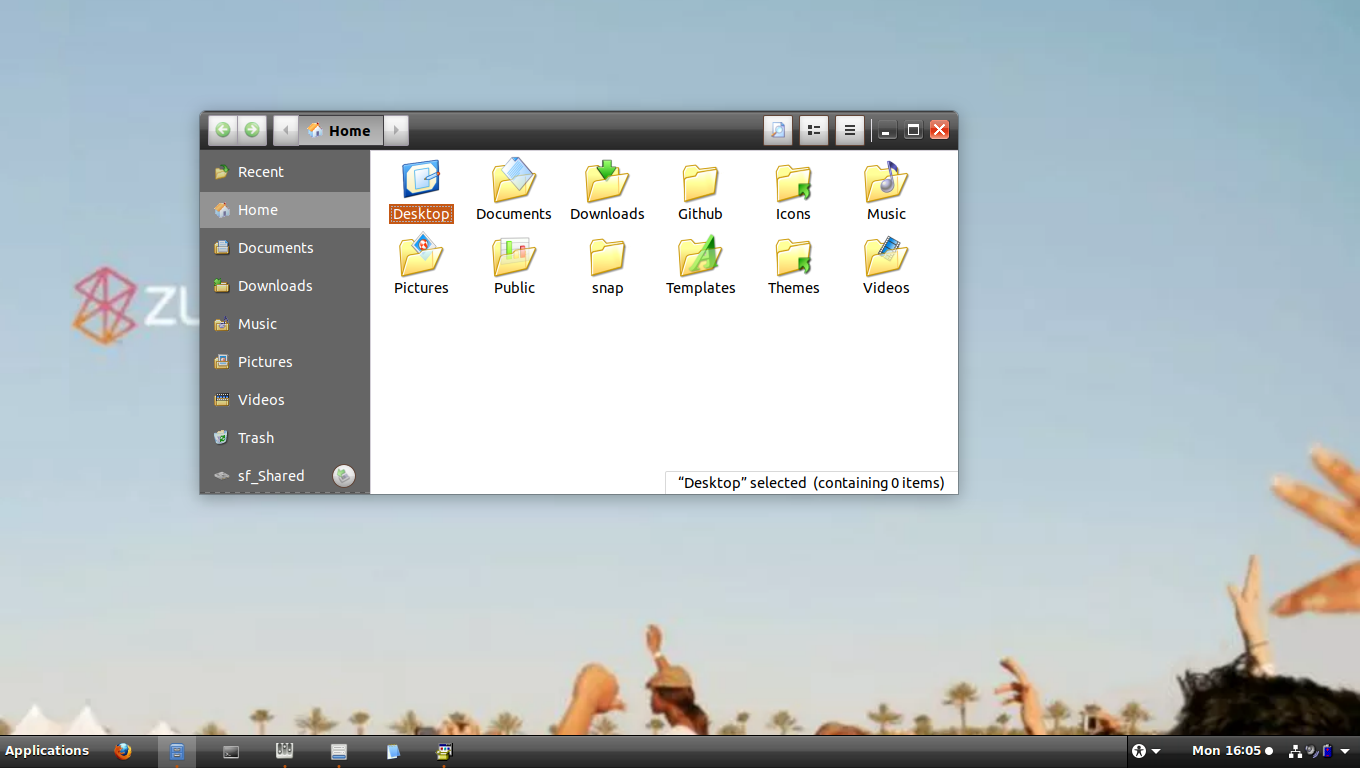 Home
Recent
Home
Documents
Downloads
Music
Pictures
Videos
Trash
sf_Shared
Desktop
Documents
Downloads
Github
Icons
Music
Pictures
Public
snap
Templates
Themes
Videos
“Desktop” selected (containing 0 items)
Applications
Mon 16:05